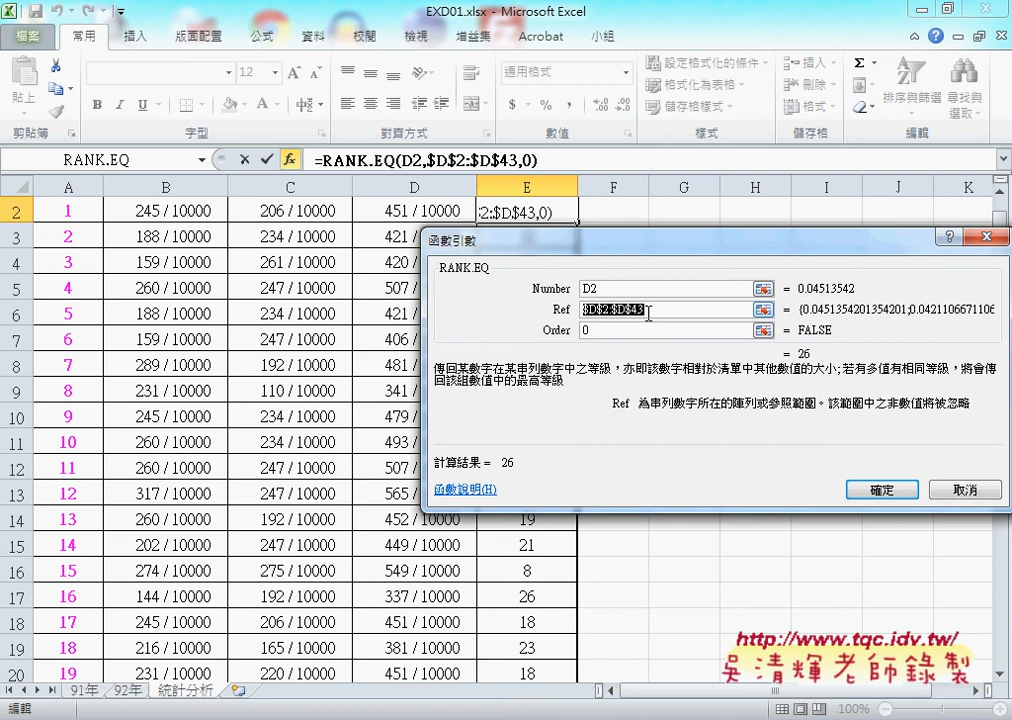 EXD01.xlsx - Microsoft Excel
檔案 常用 插入 版面配置 公式 資料 校閱 檢視 增益集 Acrobat 小組
12 A A 通用格式 設定格式化的條件 插入 Σ
貼上 格式化為表格 刪除 排序與篩選 尋找與選取
B I U A 中 $ % , 儲存格樣式 格式
剪貼簿 字型 對齊方式 數值 樣式 儲存格 編輯
RANK.EQ fx =RANK.EQ(D2,$D$2:$D$43,0)
A B C D E F G H I J K
2 1 245 / 10000 206 / 10000 451 / 10000 2:$D$43,0)
3 2 188 / 10000 234 / 10000 421 /
4 3 159 / 10000 261 / 10000 420 /
5 4 260 / 10000 247 / 10000 507 /
6 5 188 / 10000 234 / 10000 421 /
7 6 159 / 10000 247 / 10000 406 /
8 7 289 / 10000 192 / 10000 481 /
9 8 231 / 10000 110 / 10000 341 /
10 9 245 / 10000 234 / 10000 479 /
11 10 260 / 10000 234 / 10000 493 /
12 11 260 / 10000 247 / 10000 507 /
13 12 317 / 10000 247 / 10000 565 /
14 13 260 / 10000 192 / 10000 452 / 10000 19
15 14 202 / 10000 247 / 10000 449 / 10000 21
16 15 274 / 10000 275 / 10000 549 / 10000 8
17 16 144 / 10000 192 / 10000 337 / 10000 26
18 17 245 / 10000 206 / 10000 451 / 10000 18
19 18 216 / 10000 165 / 10000 381 / 10000 23
20 19 231 / 10000 220 / 10000 451 / 10000 18
函數引數
RANK.EQ
Number D2 = 0.04513542
Ref $D$2:$D$43 = {0.0451354201354201;0.0421106671106
Order 0 = FALSE
= 26
傳回某數字在某串列數字中之等級，亦即該數字相對於清單中其他數值的大小; 若有多值有相同等級，將會傳
回該組數值中的最高等級
Ref 為串列數字所在的陣列或參照範圍。該範圍中之非數值將被忽略
計算結果 = 26
函數說明(H) 確定 取消
http://www.tqc.idv.tw/
吳清輝老師錄製
91年 92年 統計分析
編輯 100%